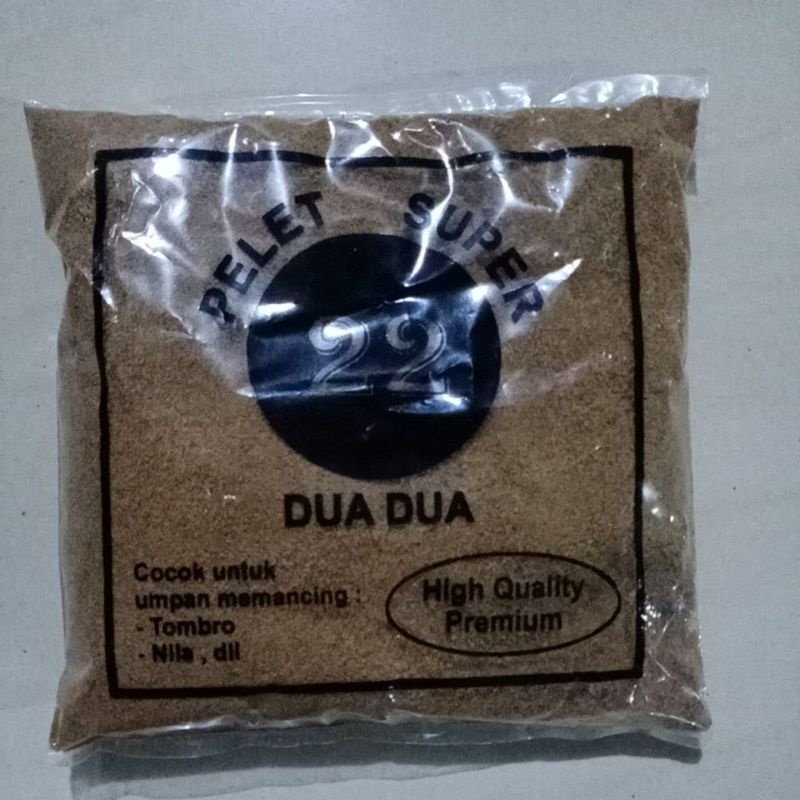 PELET SUPER
22
DUA DUA
Cocok untuk
umpan memancing :
- Tombro
- Nila , dll
High Quality
Premium